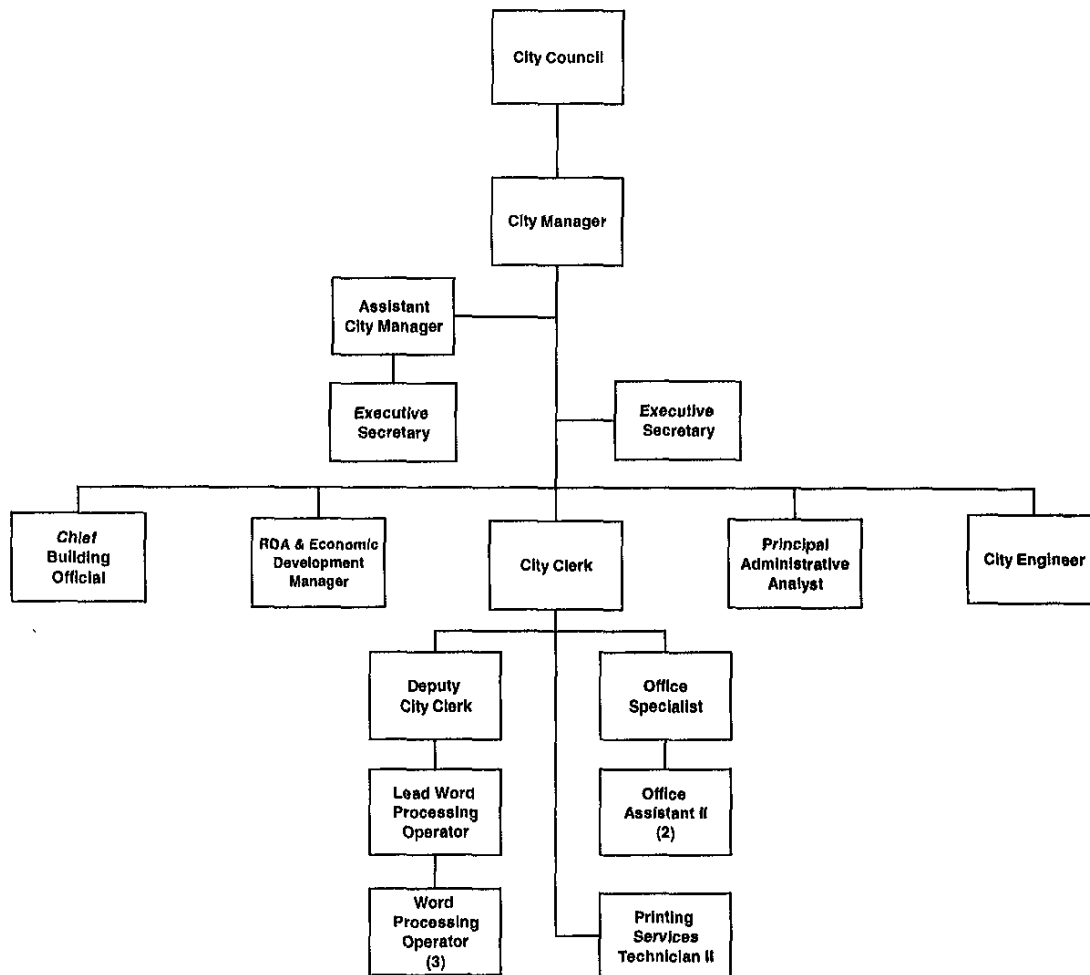 City Council
City Manager
Assistant
City Manager
Executive
Secretary
Executive
Secretary
Chief
Building
Official
RDA & Economic
Development
Manager
City Clerk
Principal
Administrative
Analyst
City Engineer
Deputy
City Clerk
Office
Specialist
Lead Word
Processing
Operator
Office
Assistant II
(2)
Word
Processing
Operator
(3)
Printing
Services
Technician II